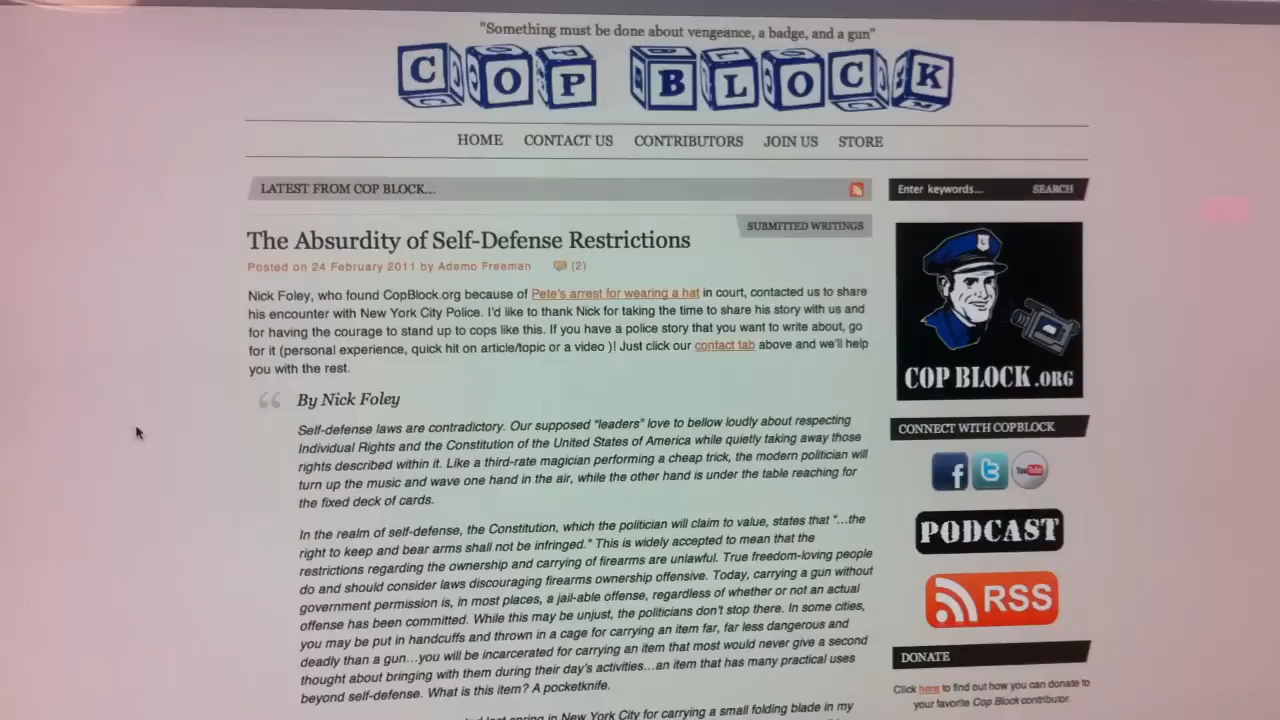 "Something must be done about vengeance, a badge, and a gun"
COP BLOCK
HOME CONTACT US CONTRIBUTORS JOIN US STORE
LATEST FROM COP BLOCK...
Enter keywords... SEARCH
SUBMITTED WRITINGS
The Absurdity of Self-Defense Restrictions
Posted on 24 February 2011 by Ademo Freeman (2)
Nick Foley, who found CopBlock.org because of Pete's arrest for wearing a hat in court, contacted us to share
his encounter with New York City Police. I'd like to thank Nick for taking the time to share his story with us and
for having the courage to stand up to cops like this. If you have a police story that you want to write about, go
for it (personal experience, quick hit on article/topic or a video )! Just click our contact tab above and we'll help
you with the rest.
By Nick Foley
Self-defense laws are contradictory. Our supposed "leaders" love to bellow loudly about respecting
Individual Rights and the Constitution of the United States of America while quietly taking away those
rights described within it. Like a third-rate magician performing a cheap trick, the modern politician will
turn up the music and wave one hand in the air, while the other hand is under the table reaching for
the fixed deck of cards.
In the realm of self-defense, the Constitution, which the politician will claim to value, states that "...the
right to keep and bear arms shall not be infringed." This is widely accepted to mean that the
restrictions regarding the ownership and carrying of firearms are unlawful. True freedom-loving people
do and should consider laws discouraging firearms ownership offensive. Today, carrying a gun without
government permission is, in most places, a jail-able offense, regardless of whether or not an actual
offense has been committed. While this may be unjust, the politicians don't stop there. In some cities,
you may be put in handcuffs and thrown in a cage for carrying an item far, far less dangerous and
deadly than a gun...you will be incarcerated for carrying an item that most would never give a second
thought about bringing with them during their day's activities...an item that has many practical uses
beyond self-defense. What is this item? A pocketknife.
last spring in New York City for carrying a small folding blade in my
COP BLOCK.ORG
CONNECT WITH COPBLOCK
f t YouTube
PODCAST
RSS
DONATE
Click here to find out how you can donate to
your favorite Cop Block contributor.